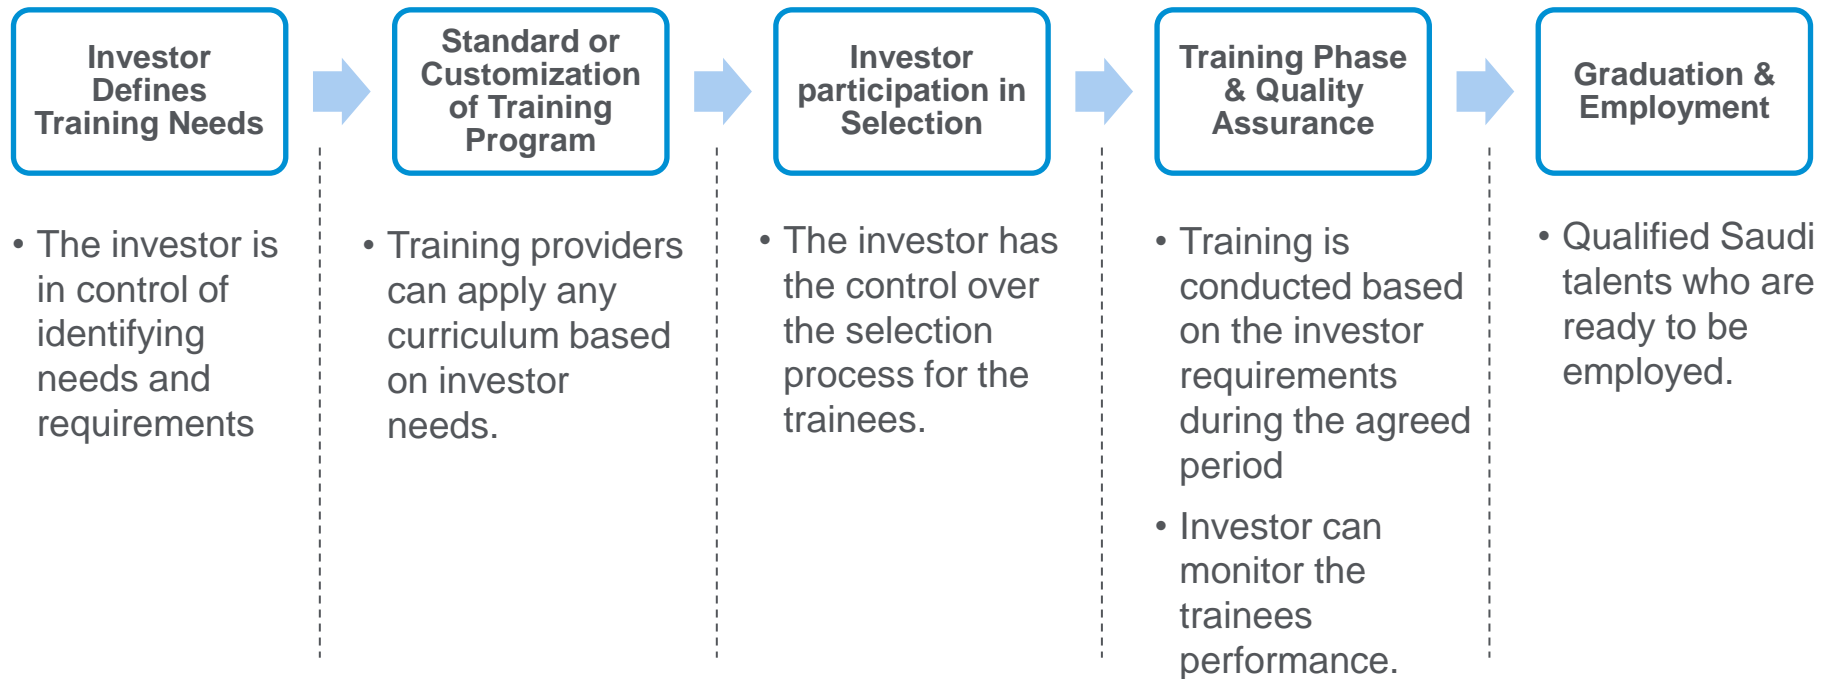 Investor
Defines
Training Needs
Standard or
Customization
of Training
Program
Investor
participation in
Selection
Training Phase
& Quality
Assurance
Graduation &
Employment
• The investor is
in control of
identifying
needs and
requirements
• Training providers
can apply any
curriculum based
on investor
needs.
• The investor has
the control over
the selection
process for the
trainees.
• Training is
conducted based
on the investor
requirements
during the agreed
period
• Investor can
monitor the
trainees
performance.
• Qualified Saudi
talents who are
ready to be
employed.